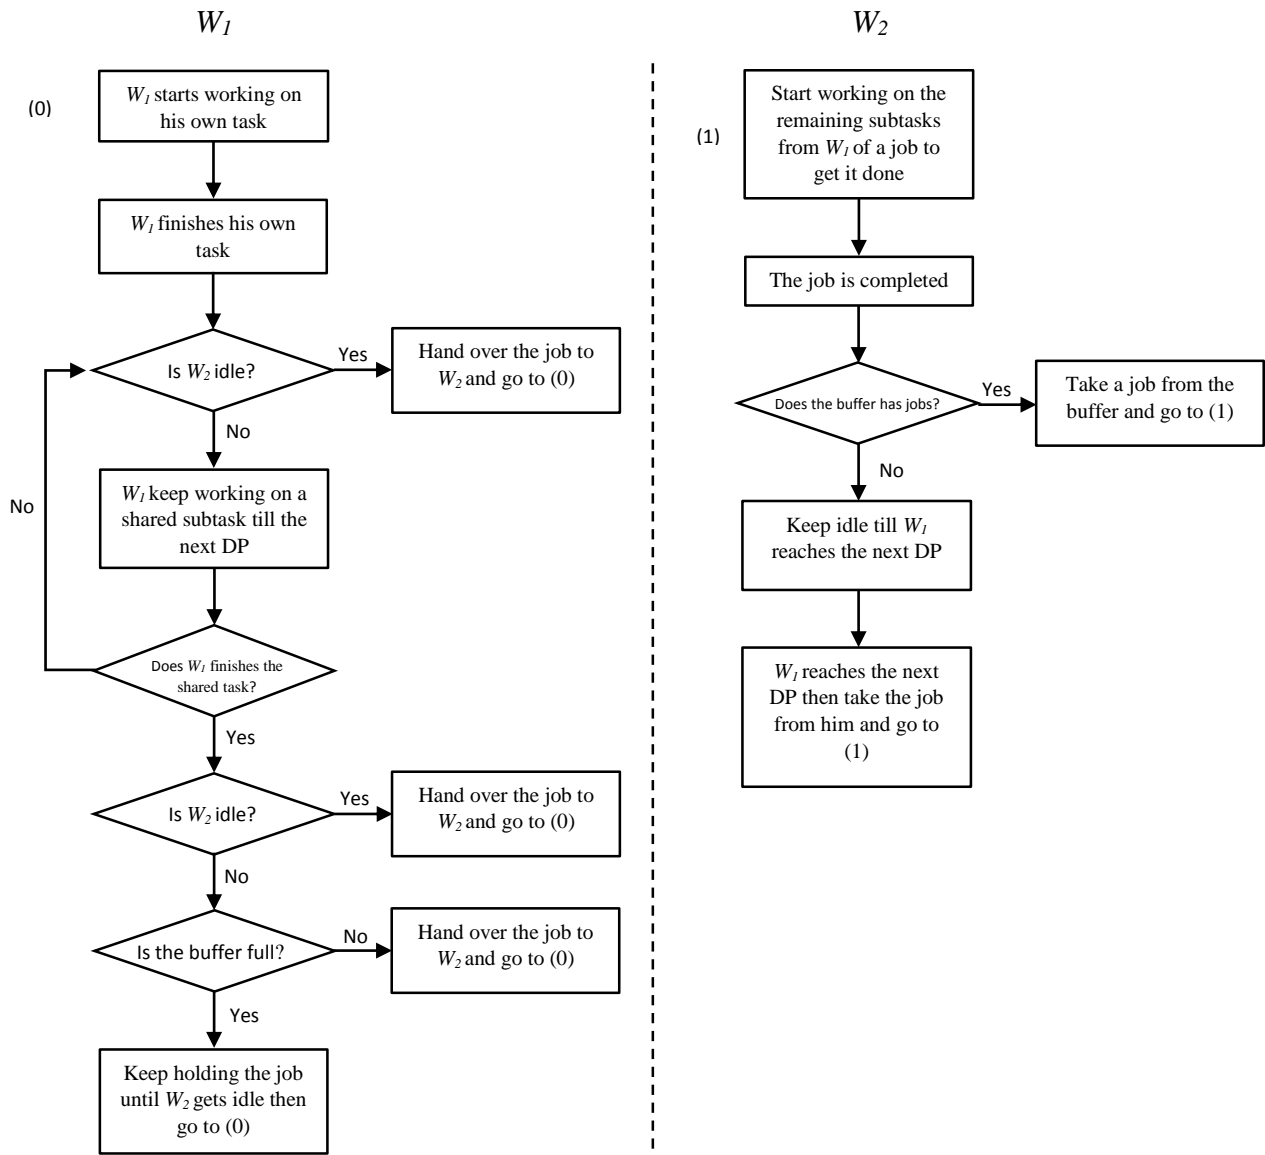 W1
(0)
W1 starts working on
his own task
W1 finishes his own
task
Is W2 idle?
Yes
Hand over the job to
W2 and go to (0)
No
W1 keep working on a
shared subtask till the
next DP
No
Does W1 finishes the
shared task?
Yes
Is W2 idle?
Yes
Hand over the job to
W2 and go to (0)
No
Is the buffer full?
No
Hand over the job to
W2 and go to (0)
Yes
Keep holding the job
until W2 gets idle then
go to (0)
W2
(1)
Start working on the
remaining subtasks
from W1 of a job to
get it done
The job is completed
Does the buffer has jobs?
Yes
Take a job from the
buffer and go to (1)
No
Keep idle till W1
reaches the next DP
W1 reaches the next
DP then take the job
from him and go to
(1)